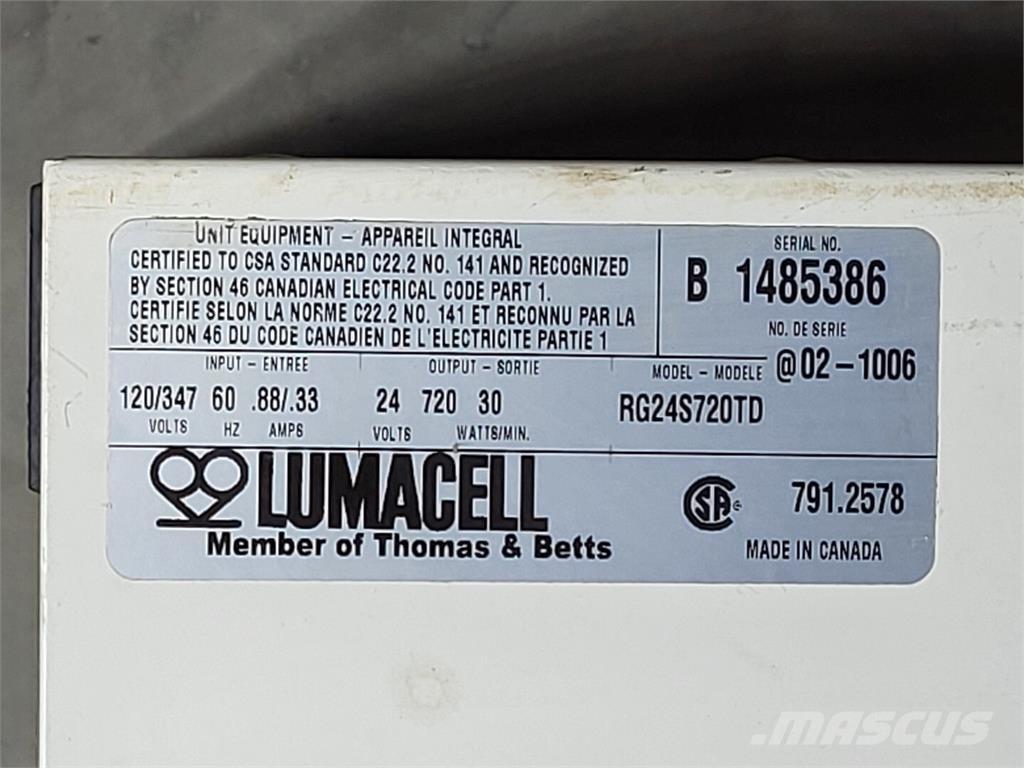 UNIT EQUIPMENT – APPAREIL INTEGRAL
CERTIFIED TO CSA STANDARD C22.2 NO. 141 AND RECOGNIZED
BY SECTION 46 CANADIAN ELECTRICAL CODE PART 1.
CERTIFIE SELON LA NORME C22.2 NO. 141 ET RECONNU PAR LA
SECTION 46 DU CODE CANADIEN DE L'ELECTRICITE PARTIE 1
SERIAL NO.
B 1485386
NO. DE SERIE
INPUT – ENTREE
120/347 60 .88/.33
VOLTS HZ AMPS
OUTPUT – SORTIE
24 720 30
VOLTS WATTS/MIN.
MODEL – MODELE @02–1006
RG24S720TD
LUMACELL
Member of Thomas & Betts
CSA 791.2578
MADE IN CANADA
MASCUS